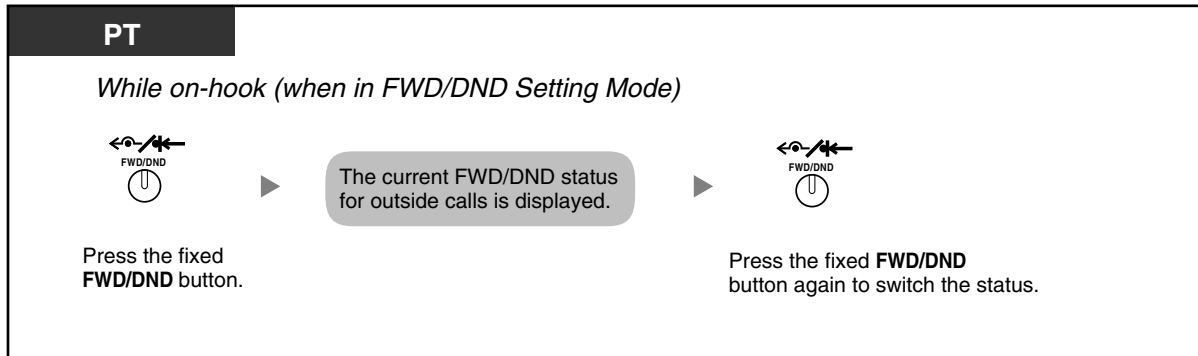 PT
While on-hook (when in FWD/DND Setting Mode)
FWD/DND
Press the fixed
FWD/DND button.
The current FWD/DND status
for outside calls is displayed.
FWD/DND
Press the fixed FWD/DND
button again to switch the status.